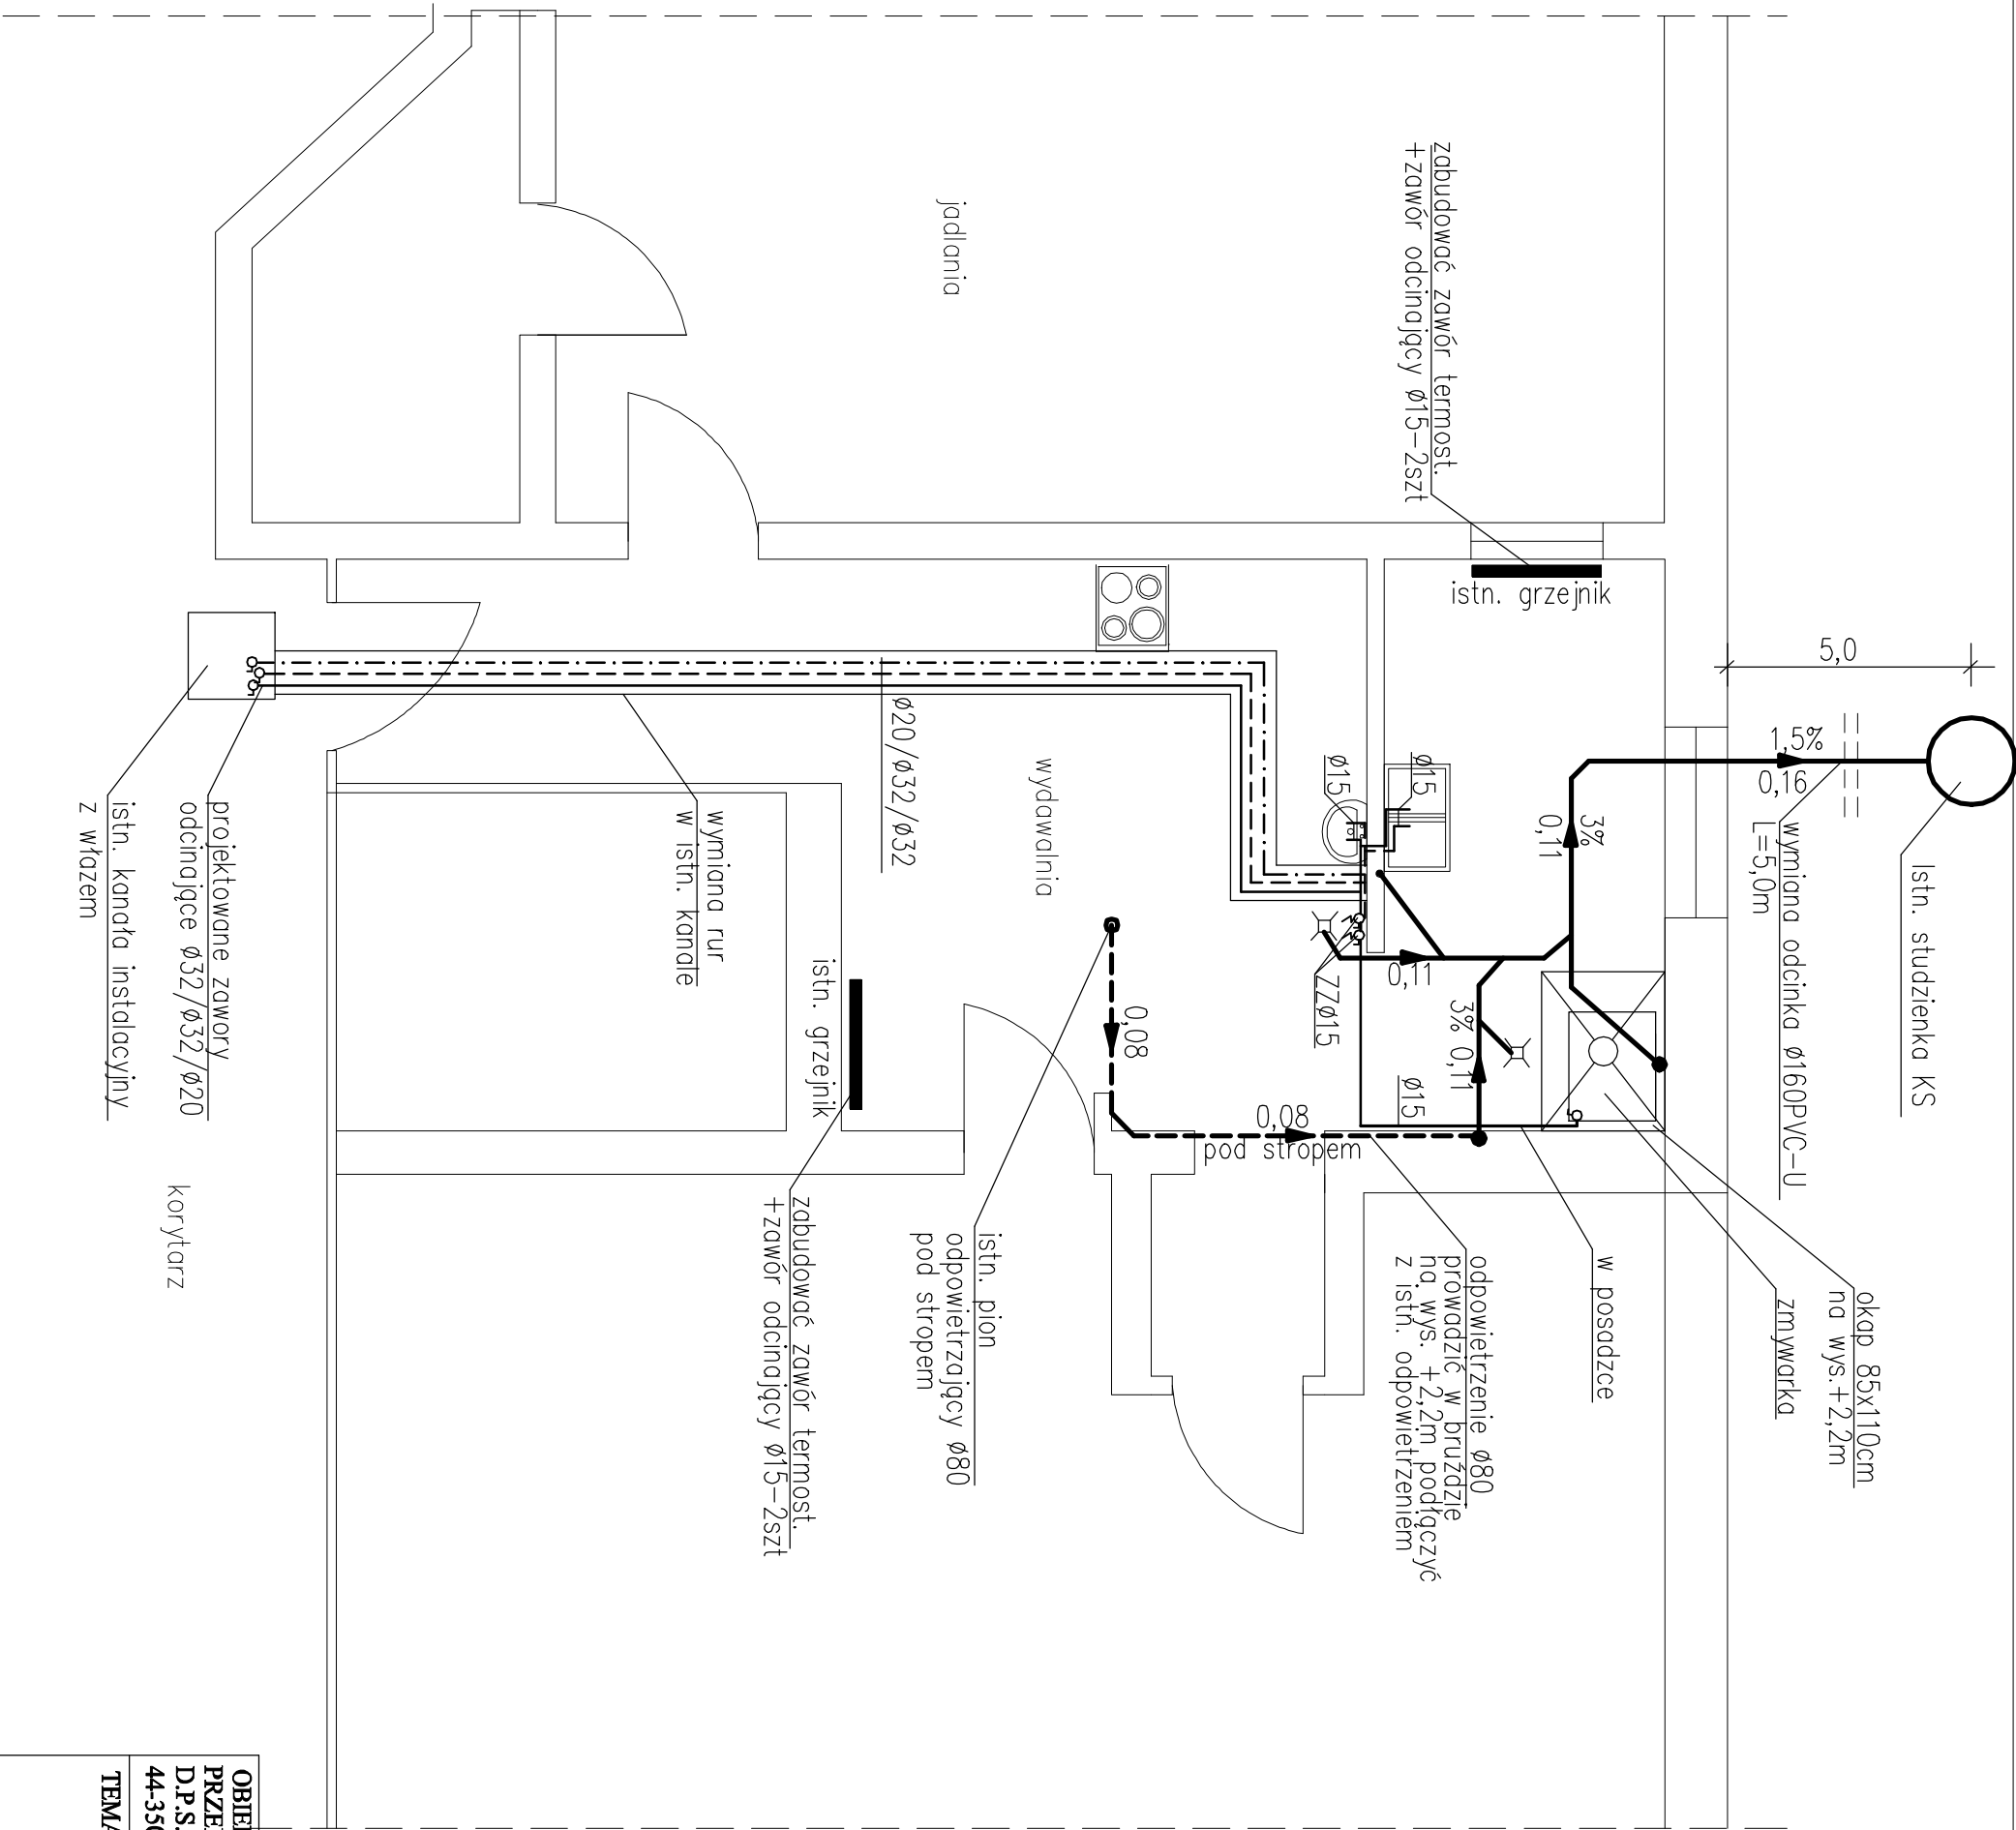 Istn. studzienka KS
okap 85x110cm
na wys.+2,2m
zmywarka
wymiana odcinka ø160PVC-U
L=5,0m
5,0
1,5%
0,16
3%
0,11
w posadzce
zabudować zawór termost.
+zawór odcinający ø15-2szt
istn. grzejnik
odpowietrzenie ø80
prowadzić w bruździe
na wys. +2,2m podłączyć
z istn. odpowietrzeniem
3% 0,11
0,11
ø15
ø15
ø15
ZZø15
0,08
pod stropem
0,08
jadlania
wydawalnia
istn. pion
odpowietrzający ø80
pod stropem
ø20/ø32/ø32
istn. grzejnik
zabudować zawór termost.
+zawór odcinający ø15-2szt
wymiana rur
w istn. kanale
projektowane zawory
odcinające ø32/ø32/ø20
istn. kanała instalacyjny
z włazem
korytarz
D.P.S.
44-350